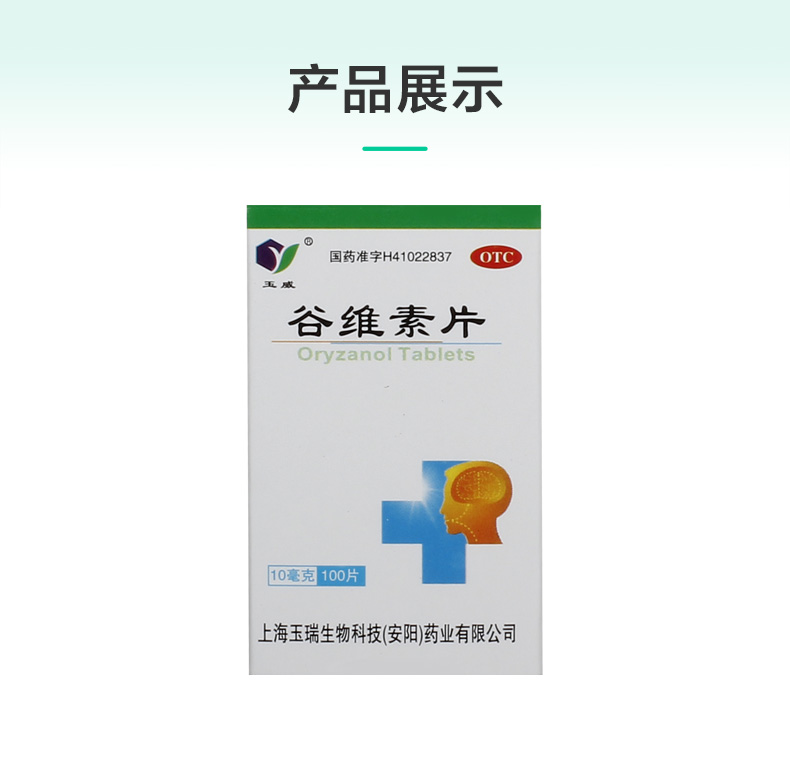 产品展示
®
国药准字H41022837
OTC
玉威
谷维素片
Oryzanol Tablets
10毫克 100片
上海玉瑞生物科技(安阳)药业有限公司